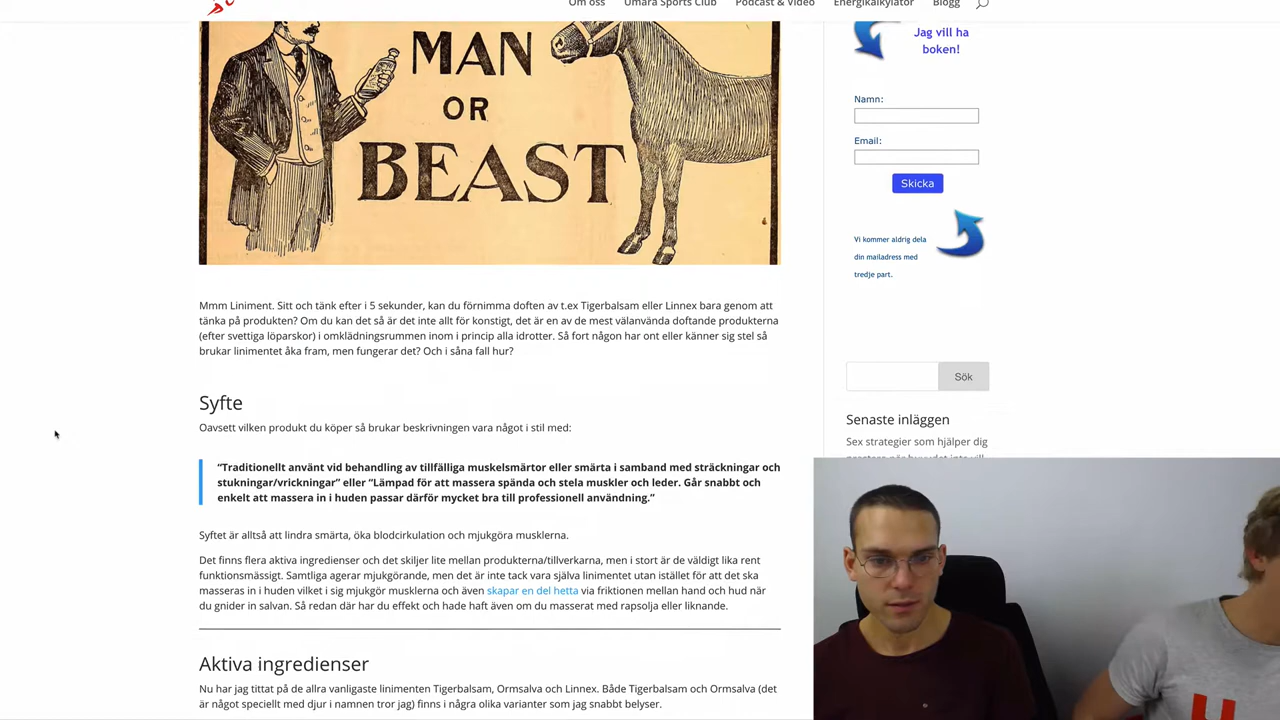 Om oss
Umara Sports Club
Podcast & Video
Energikalkylator
Blogg
MAN
OR
BEAST
Mmm Liniment. Sitt och tänk efter i 5 sekunder, kan du förnimma doften av t.ex Tigerbalsam eller Linnex bara genom att
tänka på produkten? Om du kan det så är det inte allt för konstigt, det är en av de mest välanvända doftande produkterna
(efter svettiga löparskor) i omklädningsrummen inom i princip alla idrotter. Så fort någon har ont eller känner sig stel så
brukar linimentet åka fram, men fungerar det? Och i såna fall hur?
Syfte
Oavsett vilken produkt du köper så brukar beskrivningen vara något i stil med:
”Traditionellt använt vid behandling av tillfälliga muskelsmärtor eller smärta i samband med sträckningar och
stukningar/vrickningar” eller “Lämpad för att massera spända och stela muskler och leder. Går snabbt och
enkelt att massera in i huden passar därför mycket bra till professionell användning.”
Syftet är alltså att lindra smärta, öka blodcirkulation och mjukgöra musklerna.
Det finns flera aktiva ingredienser och det skiljer lite mellan produkterna/tillverkarna, men i stort är de väldigt lika rent
funktionsmässigt. Samtliga agerar mjukgörande, men det är inte tack vara själva linimentet utan istället för att det ska
masseras in i huden vilket i sig mjukgör musklerna och även skapar en del hetta via friktionen mellan hand och hud när
du gnider in salvan. Så redan där har du effekt och hade haft även om du masserat med rapsolja eller liknande.
Aktiva ingredienser
Nu har jag tittat på de allra vanligaste linimenten Tigerbalsam, Ormsalva och Linnex. Både Tigerbalsam och Ormsalva (det
är något speciellt med djur i namnen tror jag) finns i några olika varianter som jag snabbt belyser.
Jag vill ha
boken!
Namn:
Email:
Skicka
Vi kommer aldrig dela
din mailadress med
tredje part.
Sök
Senaste inläggen
Sex strategier som hjälper dig